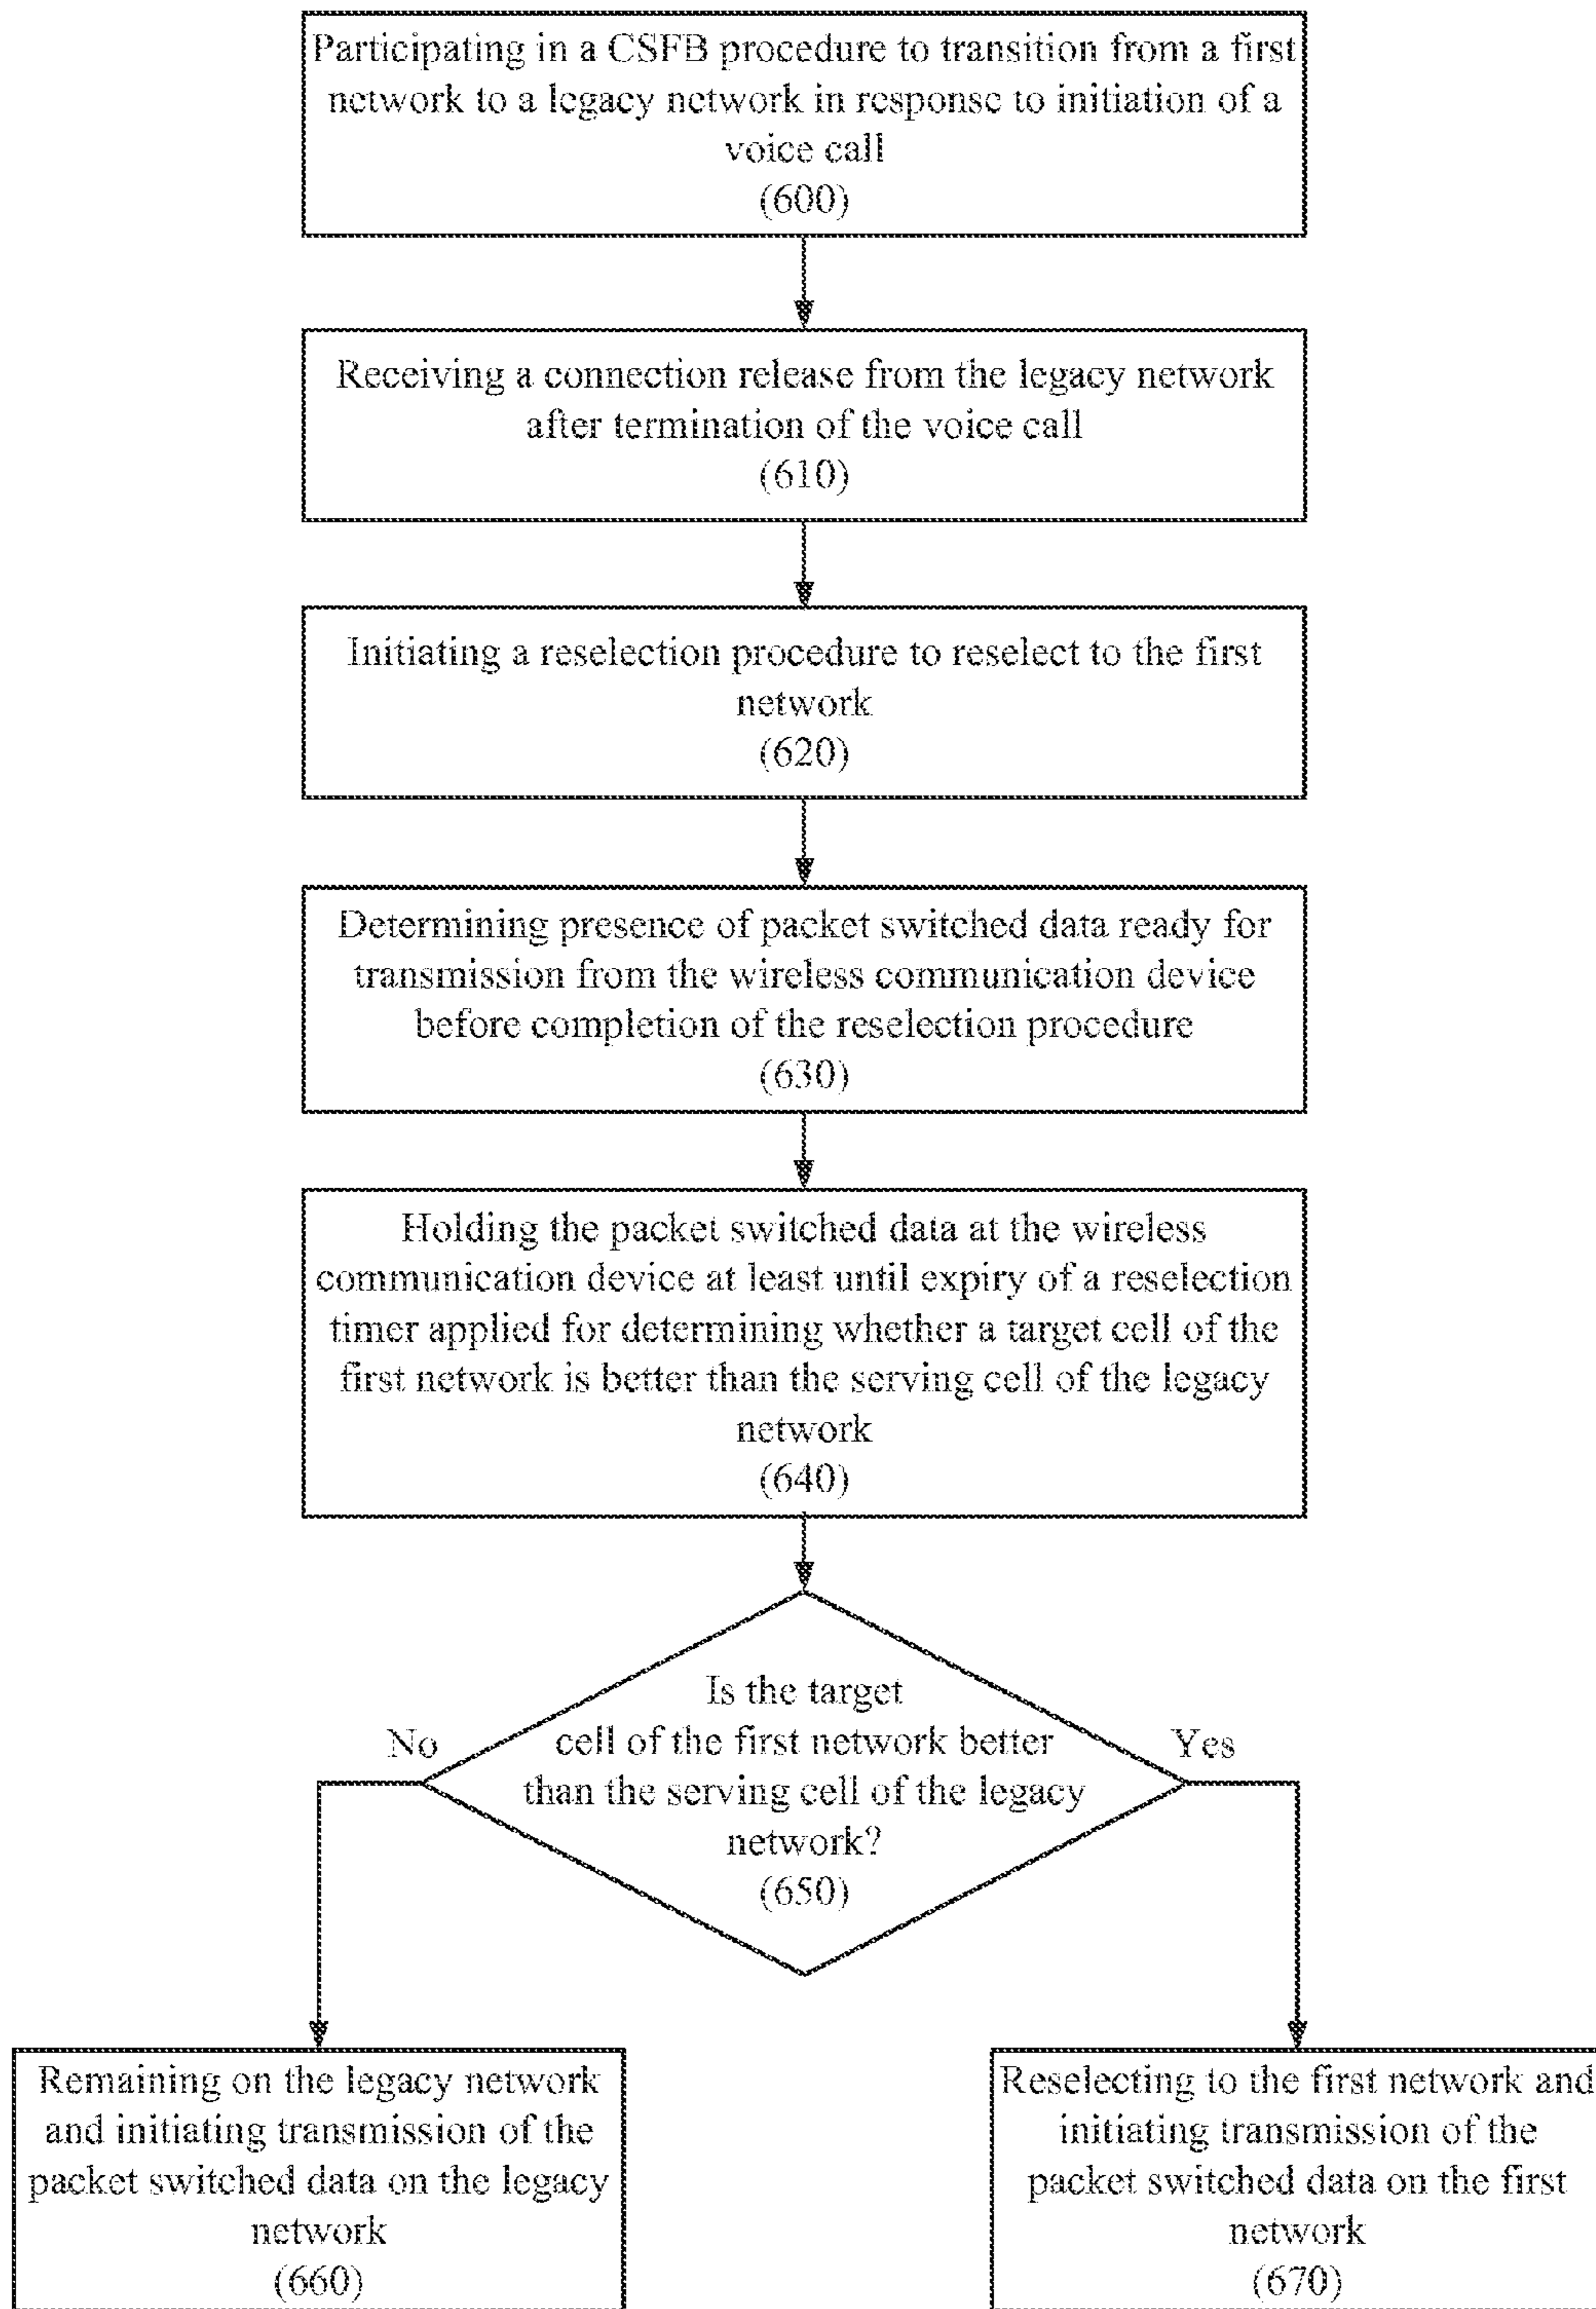 Participating in a CSFB procedure to transition from a first
network to a legacy network in response to initiation of a
voice call
(600)
Receiving a connection release from the legacy network
after termination of the voice call
(610)
Initiating a reselection procedure to reselect to the first
network
(620)
Determining presence of packet switched data ready for
transmission from the wireless communication device
before completion of the reselection procedure
(630)
Holding the packet switched data at the wireless
communication device at least until expiry of a reselection
timer applied for determining whether a target cell of the
first network is better than the serving cell of the legacy
network
(640)
Is the target
cell of the first network better
than the serving cell of the legacy
network?
(650)
No
Yes
Remaining on the legacy network
and initiating transmission of the
packet switched data on the legacy
network
(660)
Reselecting to the first network and
initiating transmission of the
packet switched data on the first
network
(670)